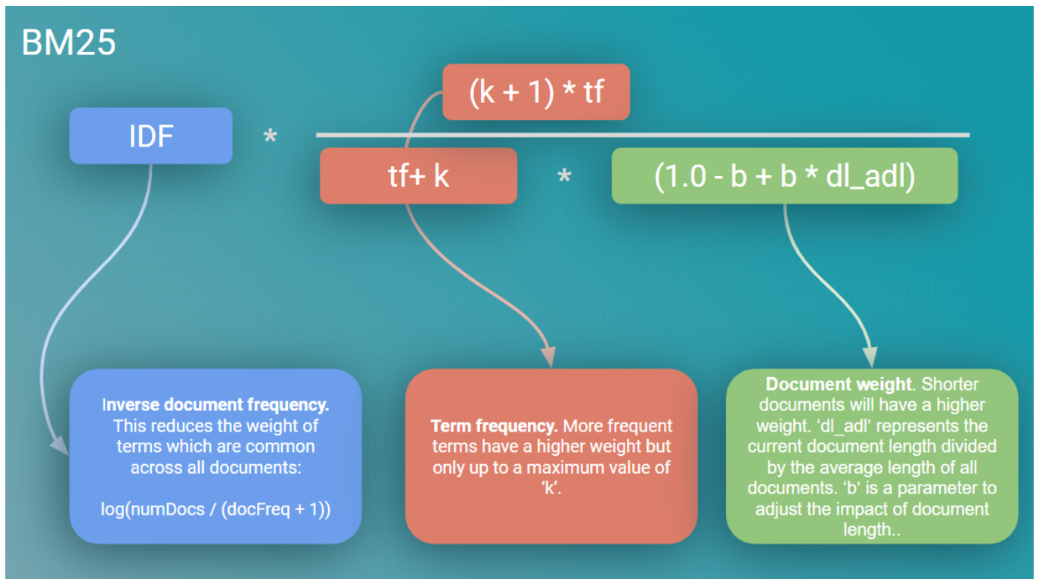 BM25
(k + 1) * tf
IDF
*
tf+ k
*
(1.0 - b + b * dl_adl)
Inverse document frequency.
This reduces the weight of
terms which are common
across all documents:
log(numDocs / (docFreq + 1))
Term frequency. More frequent
terms have a higher weight but
only up to a maximum value of
‘k’.
Document weight. Shorter
documents will have a higher
weight. ‘dl_adl’ represents the
current document length divided
by the average length of all
documents. ‘b’ is a parameter to
adjust the impact of document
length..